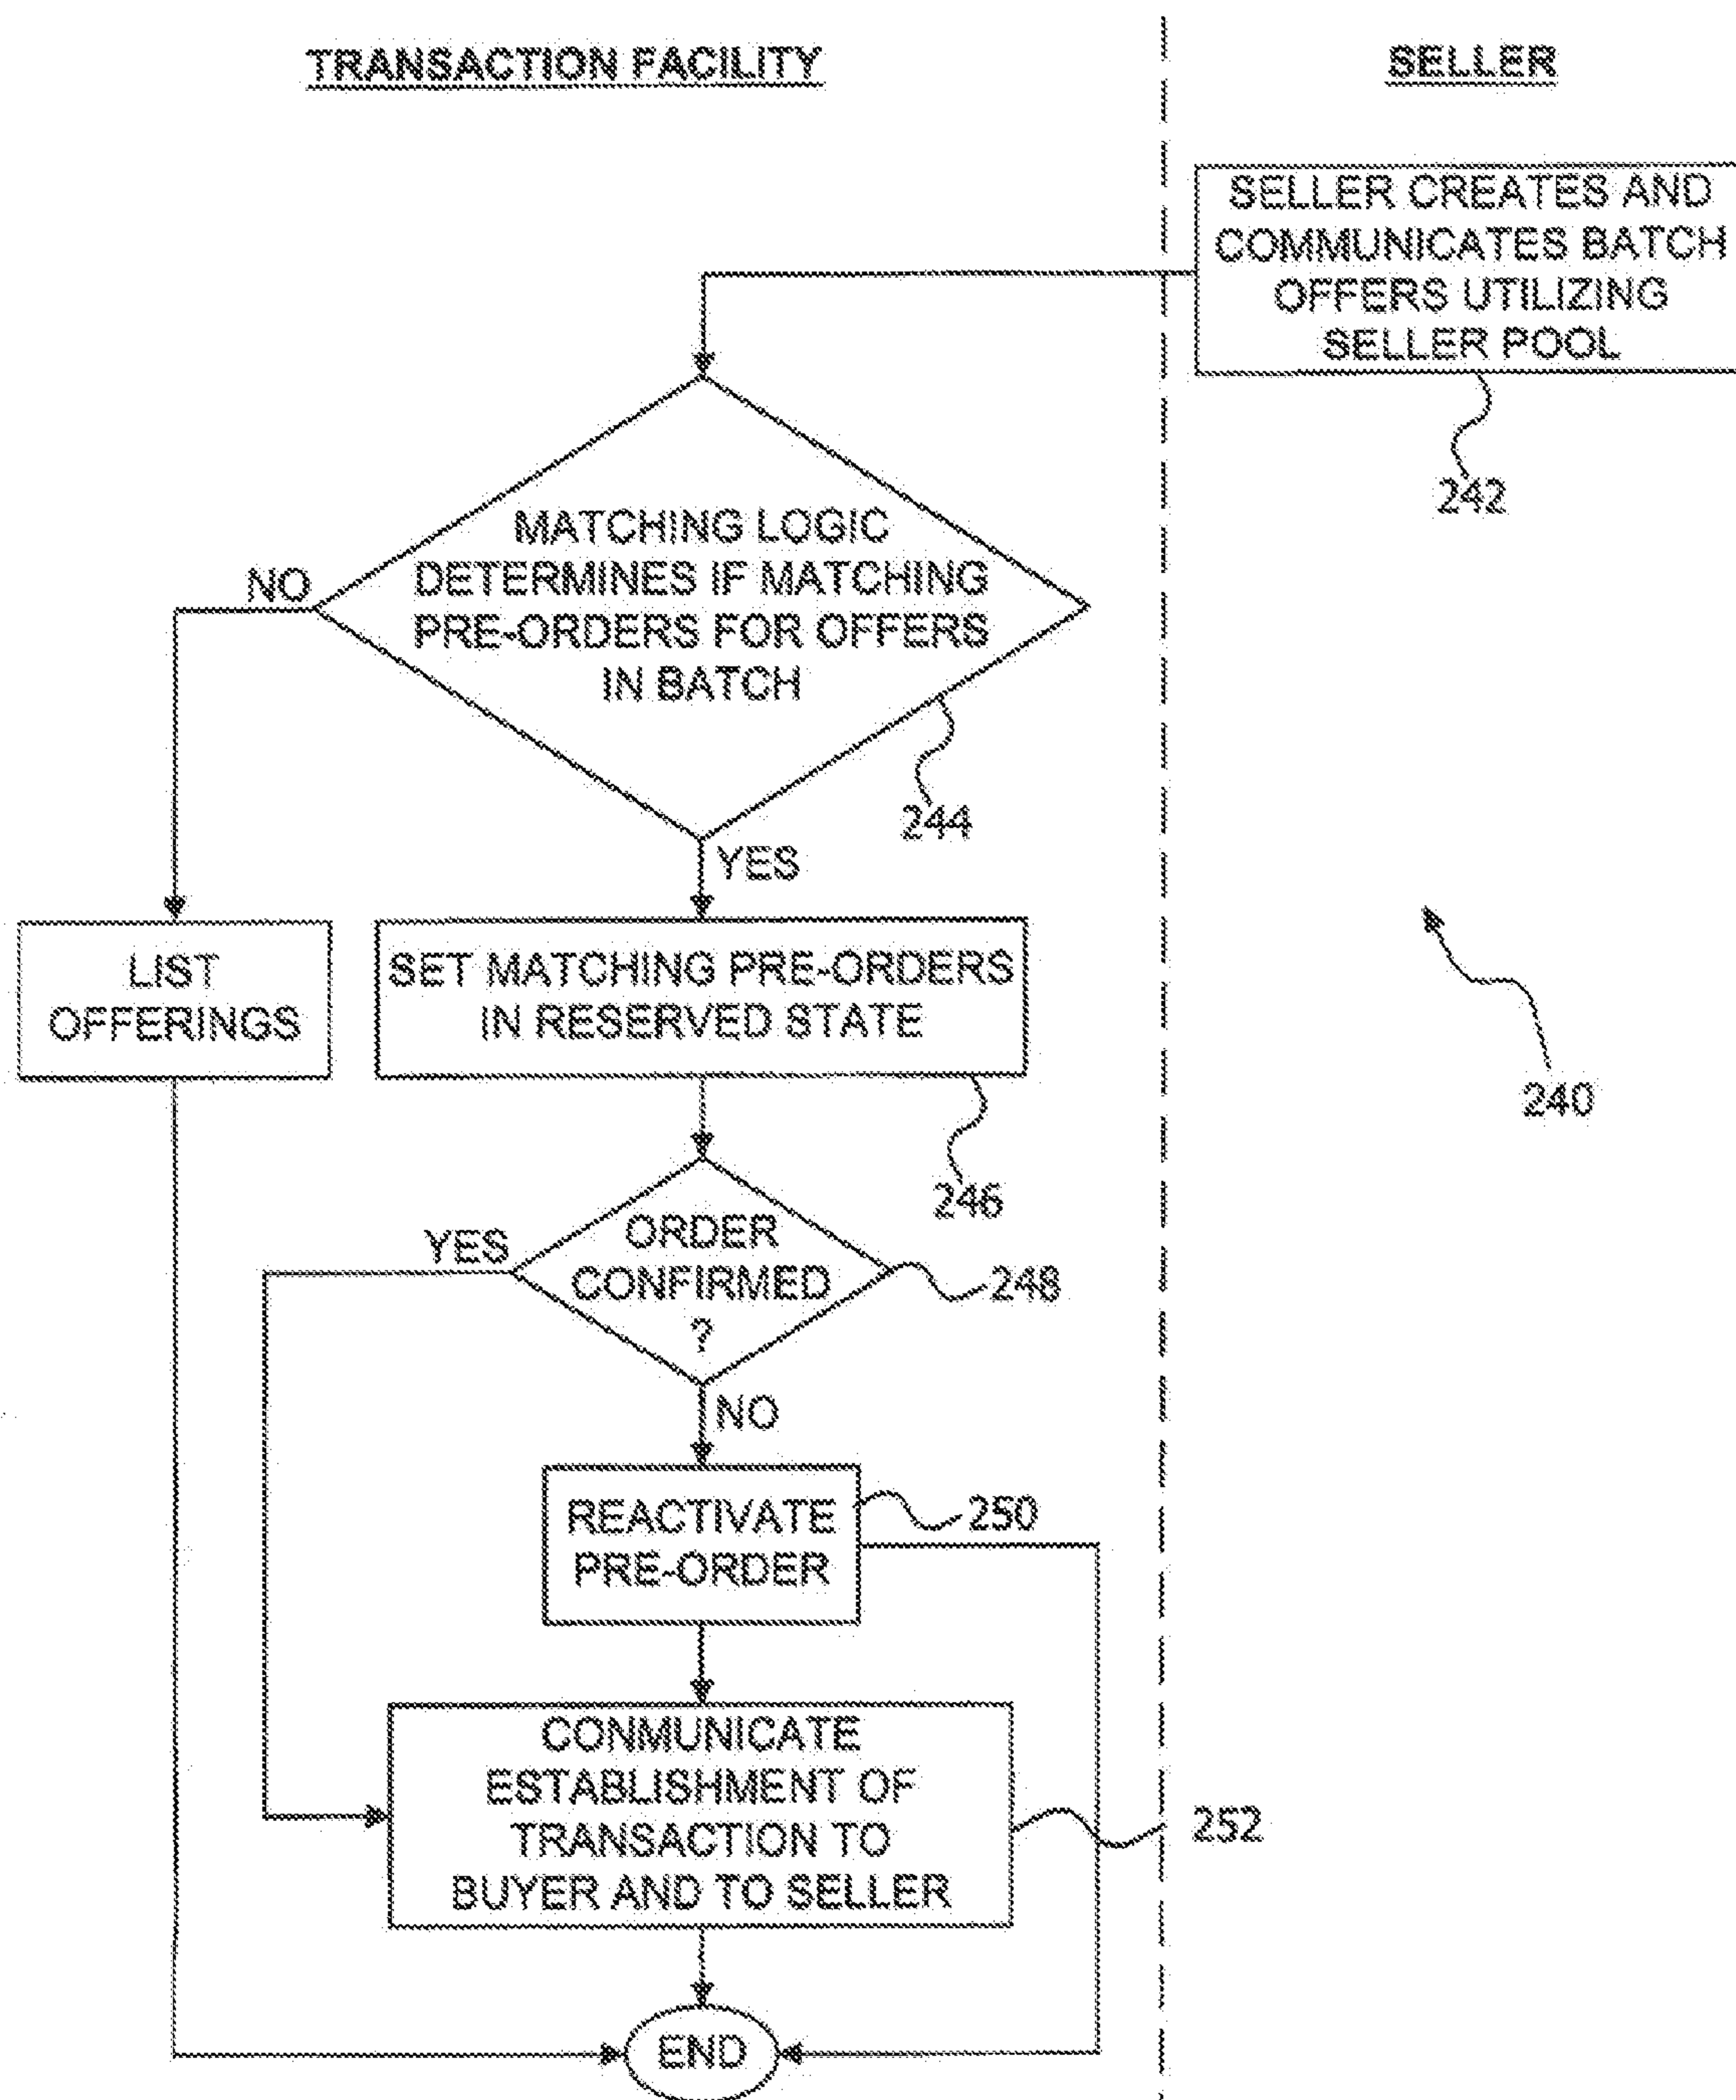 TRANSACTION FACILITY
SELLER
SELLER CREATES AND
COMMUNICATES BATCH
OFFERS UTILIZING
SELLER POOL
242
MATCHING LOGIC
DETERMINES IF MATCHING
PRE-ORDERS FOR OFFERS
IN BATCH
NO
244
YES
LIST
OFFERINGS
SET MATCHING PRE-ORDERS
IN RESERVED STATE
240
246
YES
ORDER
CONFIRMED
?
248
NO
REACTIVATE
PRE-ORDER
250
CONMUNICATE
ESTABLISHMENT OF
TRANSACTION TO
BUYER AND TO SELLER
252
END